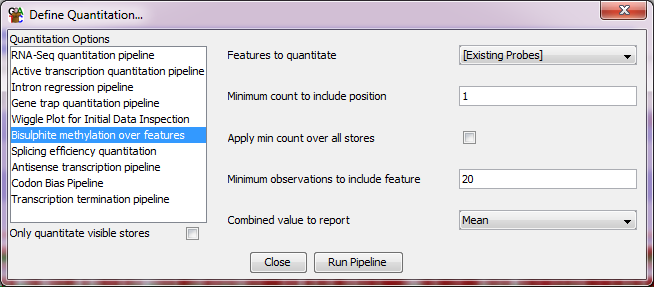 Define Quantitation...
Quantitation Options
RNA-Seq quantitation pipeline
Active transcription quantitation pipeline
Intron regression pipeline
Gene trap quantitation pipeline
Wiggle Plot for Initial Data Inspection
Bisulphite methylation over features
Splicing efficiency quantitation
Antisense transcription pipeline
Codon Bias Pipeline
Transcription termination pipeline
Only quantitate visible stores
Features to quantitate [Existing Probes]
Minimum count to include position 1
Apply min count over all stores
Minimum observations to include feature 20
Combined value to report Mean
Close Run Pipeline